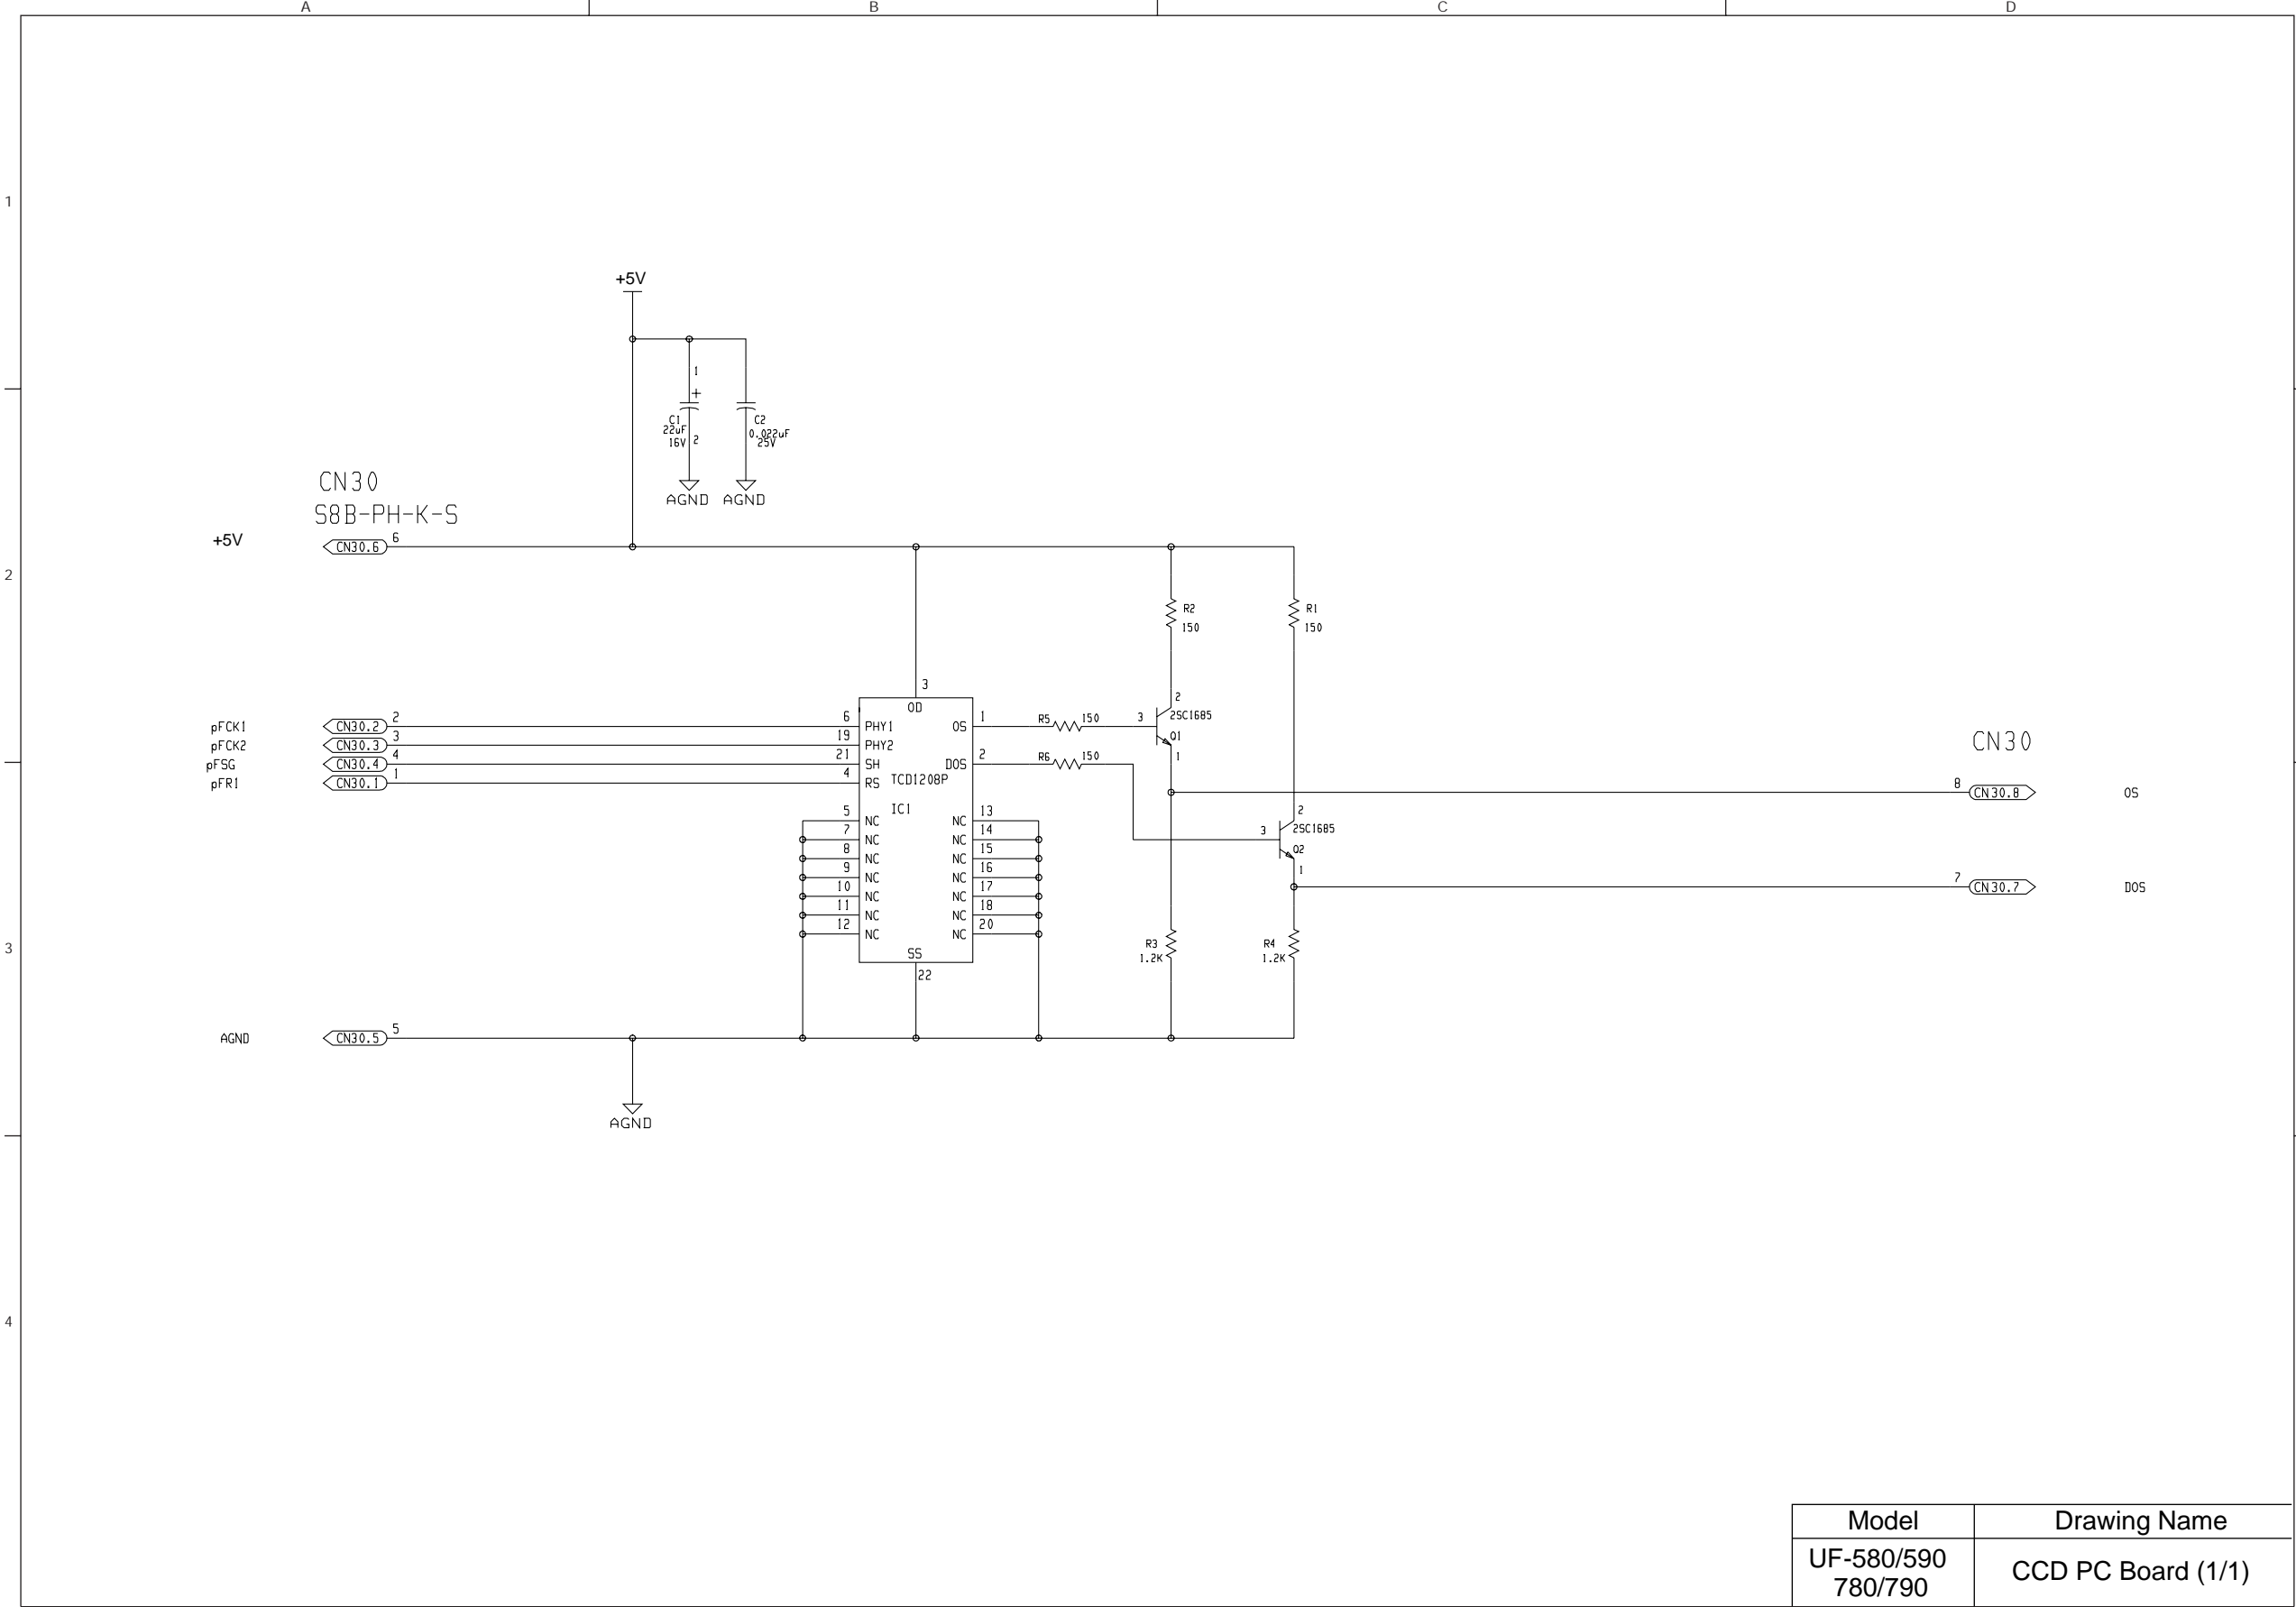 A B C D
1
+5V
1
+
C1
22uF
16V
2
C2
0.022uF
25V
AGND AGND
CN30
S8B-PH-K-S
+5V CN30.6 6
2
R2
150
R1
150
3
OD
pFCK1 CN30.2 2
pFCK2 CN30.3 3
pFSG CN30.4 4
pFR1 CN30.1 1
6 PHY1 OS 1
19 PHY2
21 SH DOS 2
4 RS
TCD1208P
IC1
R5 150
R6 150
3
2
2SC1685
Q1
1
3
2
2SC1685
Q2
1
CN30
8 CN30.8 OS
7 CN30.7 DOS
5 NC NC 13
7 NC NC 14
8 NC NC 15
9 NC NC 16
10 NC NC 17
11 NC NC 18
12 NC NC 20
SS
22
3
R3
1.2K
R4
1.2K
AGND CN30.5 5
AGND
4
Model Drawing Name
UF-580/590
780/790
CCD PC Board (1/1)